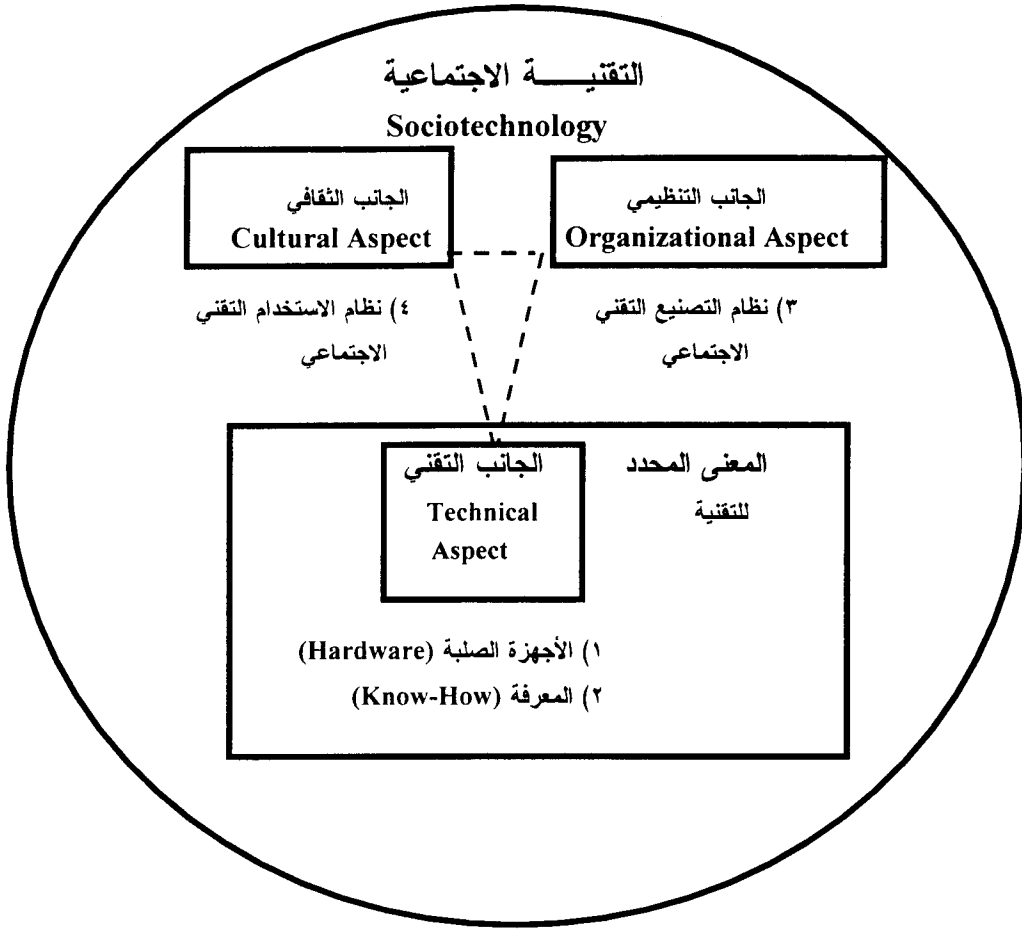 التقنيـــــة الاجتماعية
Sociotechnology
الجانب التنظيمي
Organizational Aspect
الجانب الثقافي
Cultural Aspect
٣) نظام التصنيع التقني
الاجتماعي
٤) نظام الاستخدام التقني
الاجتماعي
المعنى المحدد
للتقنية
الجانب التقني
Technical
Aspect
١) الأجهزة الصلبة (Hardware)
٢) المعرفة (Know-How)